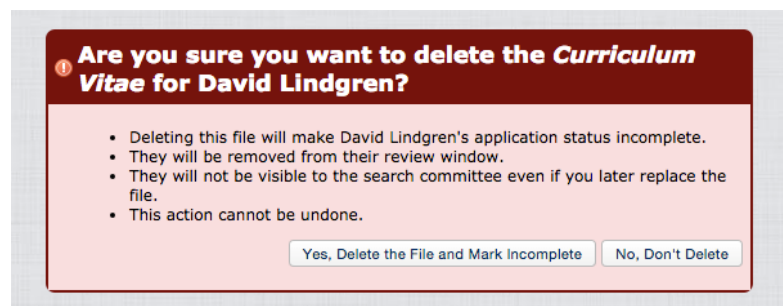 Are you sure you want to delete the Curriculum
Vitae for David Lindgren?
• Deleting this file will make David Lindgren's application status incomplete.
• They will be removed from their review window.
• They will not be visible to the search committee even if you later replace the
file.
• This action cannot be undone.
Yes, Delete the File and Mark Incomplete No, Don't Delete